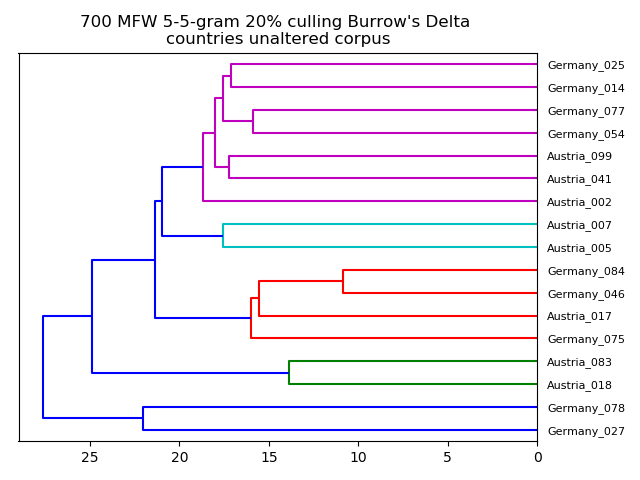 700 MFW 5-5-gram 20% culling Burrow's Delta
countries unaltered corpus
Germany_025
Germany_014
Germany_077
Germany_054
Austria_099
Austria_041
Austria_002
Austria_007
Austria_005
Germany_084
Germany_046
Austria_017
Germany_075
Austria_083
Austria_018
Germany_078
Germany_027
25 20 15 10 5 0